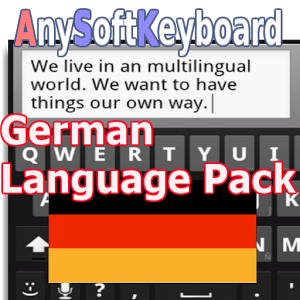 AnySoftKeyboard
We live in an multilingual
world. We want to have
things our own way.
German
Q W E R T Y U I
Language Pack
A K
N M
? , .